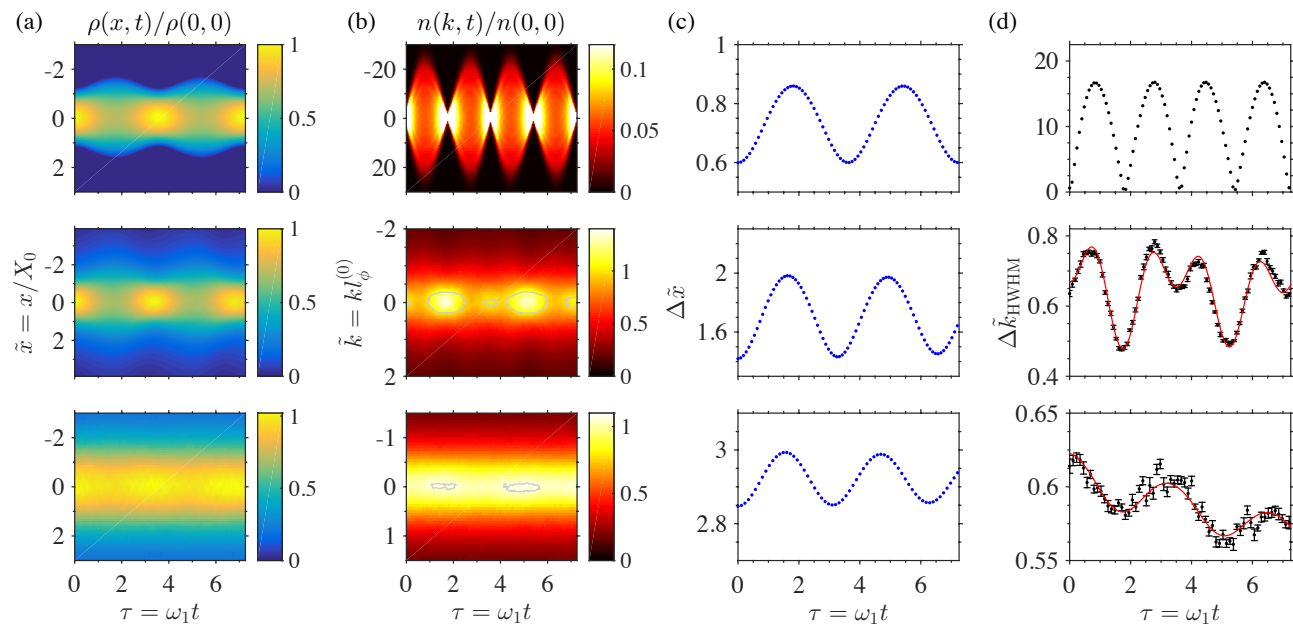 (a) ρ(x, t)/ρ(0, 0) (b) n(k, t)/n(0, 0) (c) (d)
-2 0 2 1 0.5 0
-20 0 20 0.1 0.05 0
1 0.8 0.6
20 15 10 5 0
x̃ = x/X₀
-2 0 2 1 0.5 0
k̃ = kl_ϕ^(0)
-2 0 2 1 0.5 0
Δx̃
2 1.6 1.2
Δk̃_HWHM
0.8 0.6 0.4
-2 0 2 1 0.5 0
-1 0 1 1 0.5 0
3 2.8
0.65 0.6 0.55
0 2 4 6 0 2 4 6 0 2 4 6 0 2 4 6
τ = ω₁t τ = ω₁t τ = ω₁t τ = ω₁t